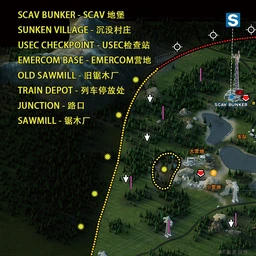 SCAV BUNKER - SCAV 地堡
SUNKEN VILLAGE - 沉没村庄
USEC CHECKPOINT - USEC检查站
EMERCOM BASE - EMERCOM营地
OLD SAWMILL - 旧锯木厂
TRAIN DEPOT - 列车停放处
JUNCTION - 路口
SAWMILL - 锯木厂
S
SCAV BUNKER